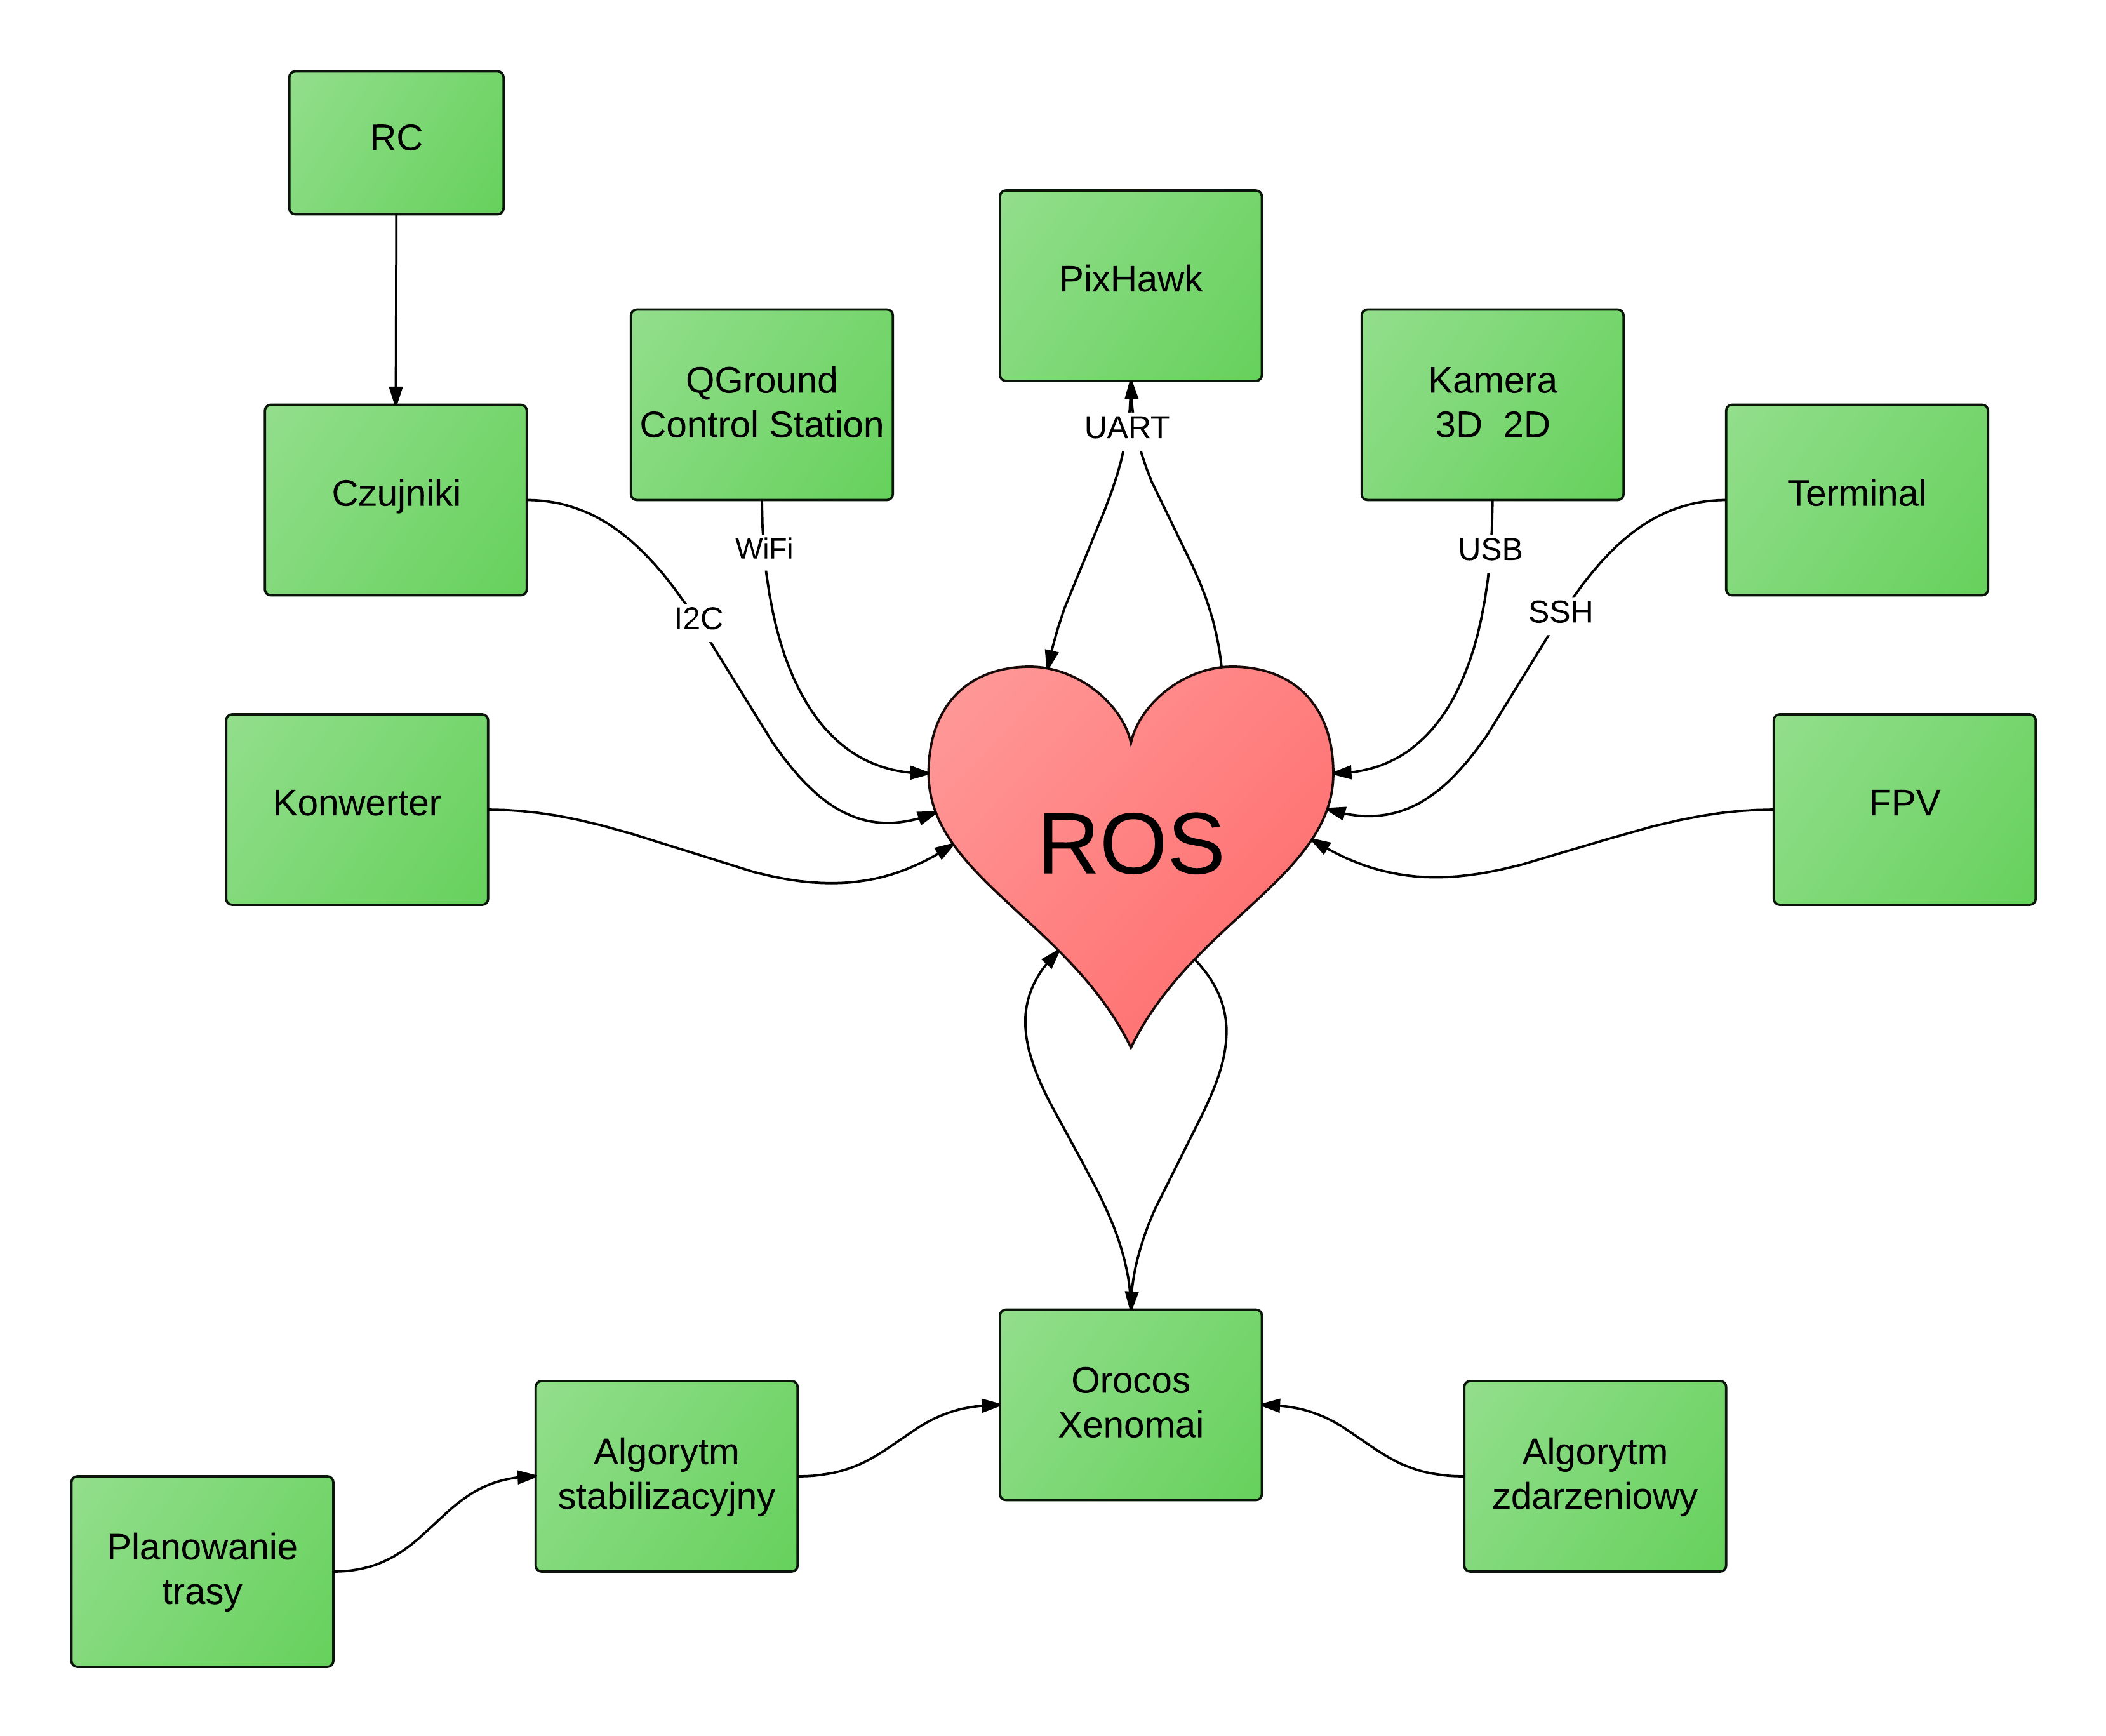 RC
PixHawk
QGround
Control Station
Kamera
3D  2D
Czujniki
Terminal
UART
WiFi
USB
I2C
SSH
Konwerter
ROS
FPV
Orocos
Xenomai
Algorytm
stabilizacyjny
Algorytm
zdarzeniowy
Planowanie
trasy